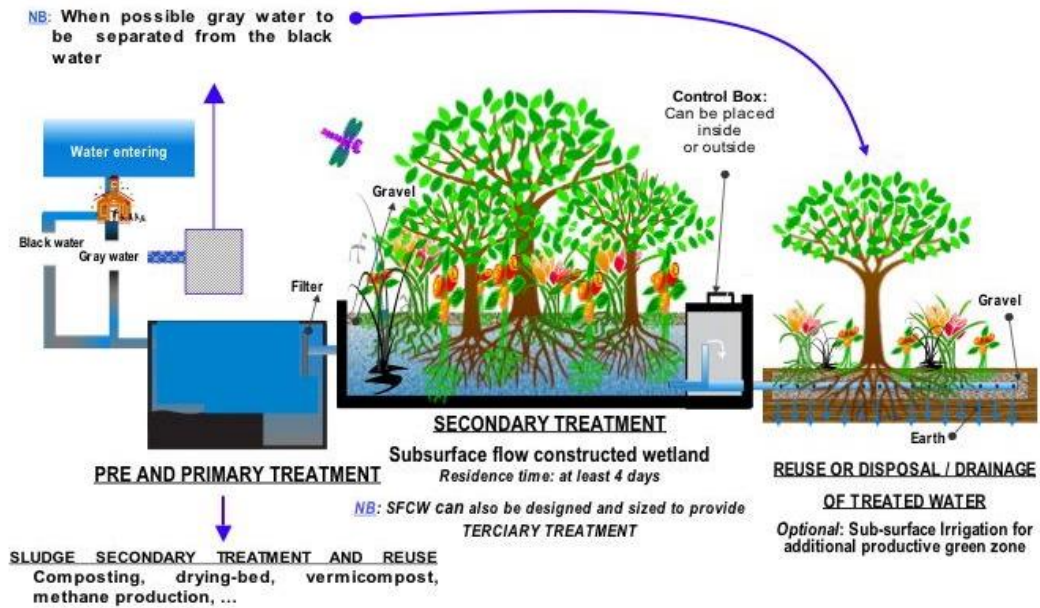 NB: When possible gray water to
be separated from the black
water
Water entering
Black water
Gray water
Filter
Gravel
Control Box:
Can be placed
inside
or outside
Gravel
Earth
PRE AND PRIMARY TREATMENT
SECONDARY TREATMENT
Subsurface flow constructed wetland
Residence time: at least 4 days
NB: SFCW can also be designed and sized to provide
TERCIARY TREATMENT
REUSE OR DISPOSAL / DRAINAGE
OF TREATED WATER
Optional: Sub-surface Irrigation for
additional productive green zone
SLUDGE SECONDARY TREATMENT AND REUSE
Composting, drying-bed, vermicompost,
methane production, ...